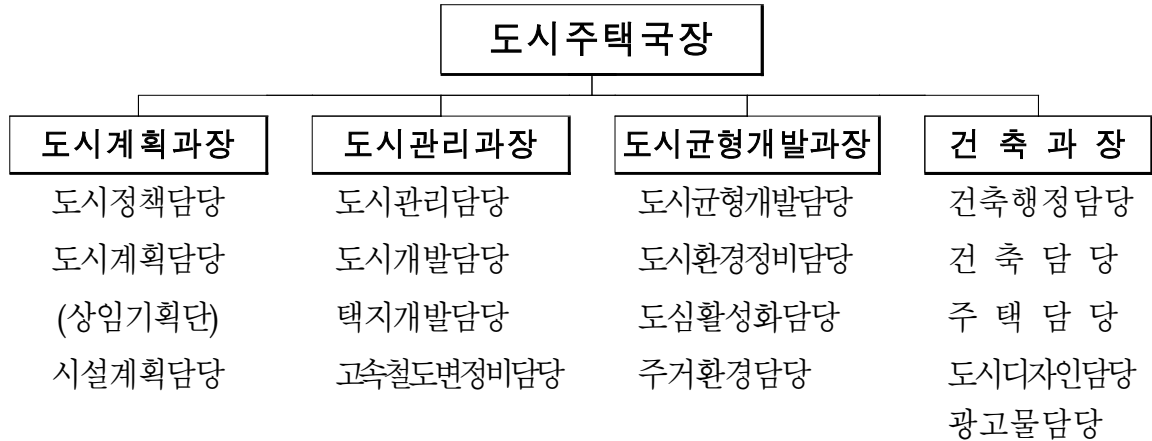 도시주택국장
도시계획과장 도시관리과장 도시균형개발과장 건 축 과 장
도시정책담당 도시관리담당 도시균형개발담당 건축행정담당
도시계획담당 도시개발담당 도시환경정비담당 건 축 담 당
(상임기획단) 택지개발담당 도심활성화담당 주 택 담 당
시설계획담당 고속철도변정비담당 주거환경담당 도시디자인담당
광고물담당